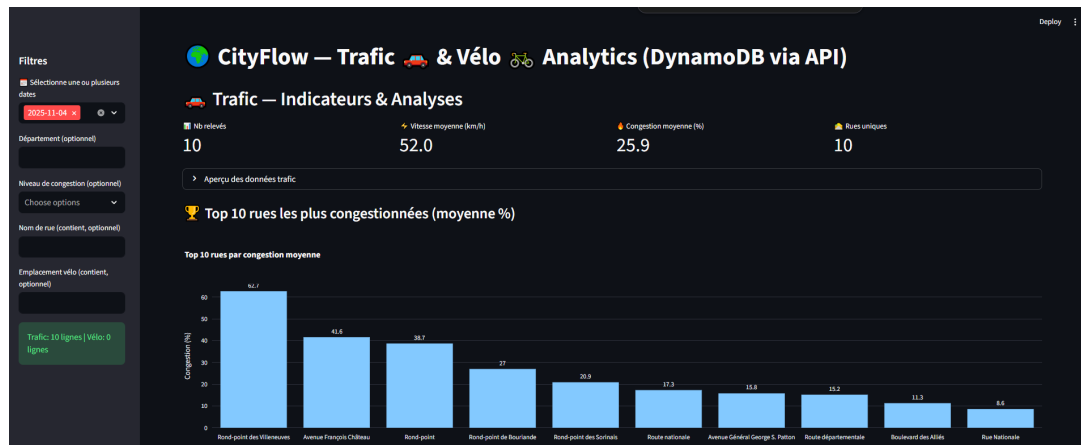 Deploy
Filtres
Sélectionne une ou plusieurs
dates
2025-11-04 ×
Département (optionnel)
Niveau de congestion (optionnel)
Choose options
Nom de rue (contient, optionnel)
Emplacement vélo (contient,
optionnel)
Trafic: 10 lignes | Vélo: 0
lignes
CityFlow — Trafic & Vélo Analytics (DynamoDB via API)
Trafic — Indicateurs & Analyses
Nb relevés
10
Vitesse moyenne (km/h)
52.0
Congestion moyenne (%)
25.9
Rues uniques
10
Aperçu des données trafic
Top 10 rues les plus congestionnées (moyenne %)
Top 10 rues par congestion moyenne
Congestion (%)
60
50
40
30
20
10
0
62.7
41.6
38.7
27
20.9
17.3
15.8
15.2
11.3
8.6
Rond-point des Villeneuves
Avenue François Château
Rond-point
Rond-point de Bouriande
Rond-point des Sorinais
Route nationale
Avenue Général George S. Patton
Route départementale
Boulevard des Alliés
Rue Nationale